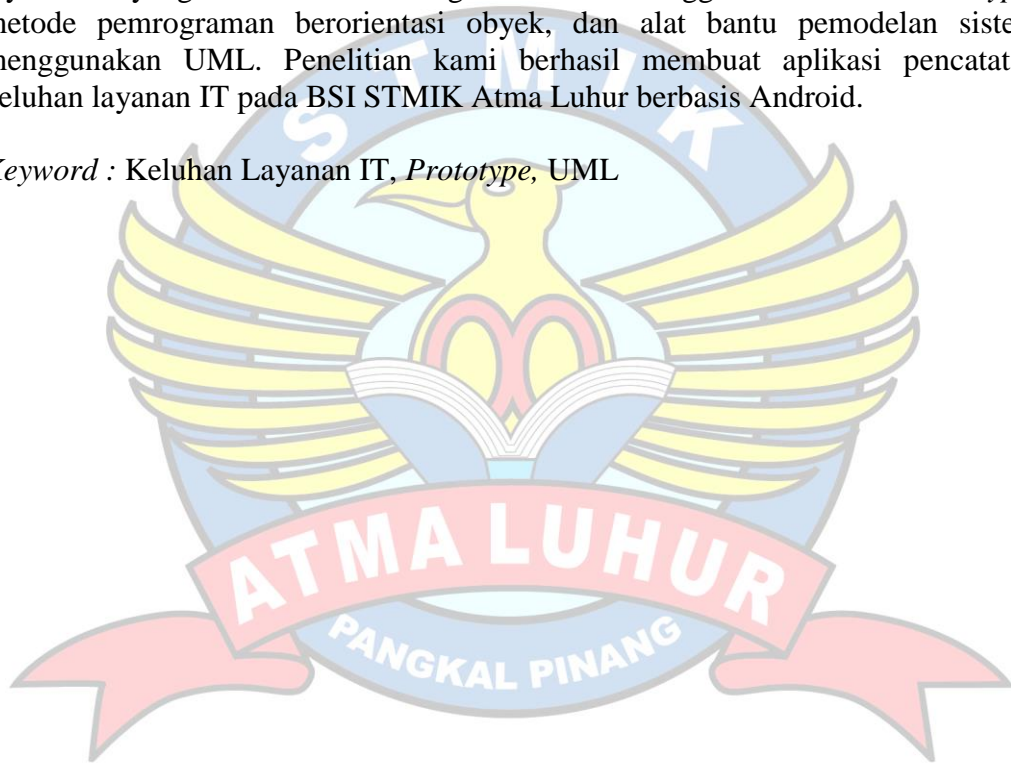 metode pemrograman berorientasi obyek, dan alat bantu pemodelan siste
menggunakan UML. Penelitian kami berhasil membuat aplikasi pencatat
keluhan layanan IT pada BSI STMIK Atma Luhur berbasis Android.
Keyword : Keluhan Layanan IT, Prototype, UML
STMIK
ATMA LUHUR
PANGKAL PINANG